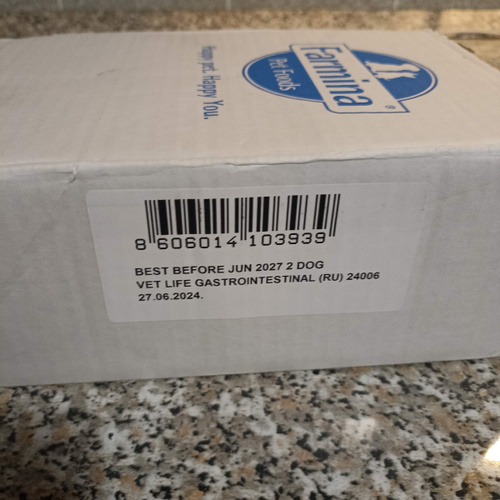 Farmina®
Pet Foods
Happy pet. Happy You.
8 606014 103939
BEST BEFORE JUN 2027 2 DOG
VET LIFE GASTROINTESTINAL (RU) 24006
27.06.2024.